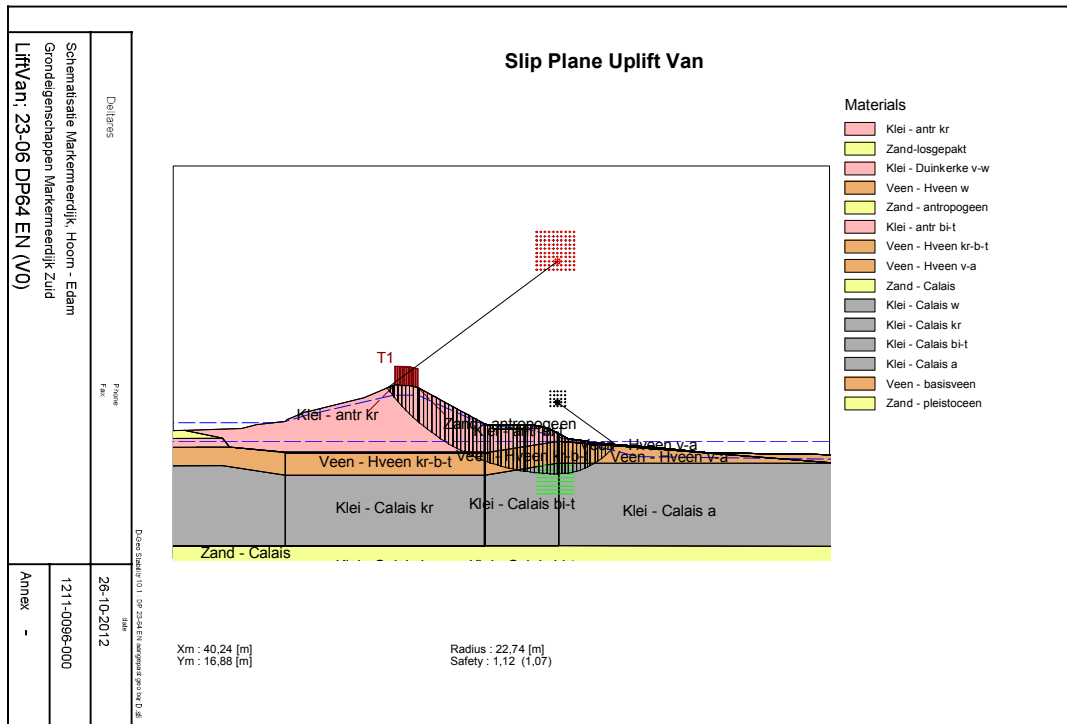 Slip Plane Uplift Van
Materials
Klei - antr kr
Zand-losgepakt
Klei - Duinkerke v-w
Veen - Hveen w
Zand - antropogeen
Klei - antr bi-t
Veen - Hveen kr-b-t
Veen - Hveen v-a
Zand - Calais
Klei - Calais w
Klei - Calais kr
Klei - Calais bi-t
Klei - Calais a
Veen - basisveen
Zand - pleistoceen
T1
Klei - antr kr
Zand - antropogeen
Hveen v-a
Veen - Hveen kr-b-t
Veen - Hveen kr-b-t
Veen - Hveen v-a
Klei - Calais kr
Klei - Calais bi-t
Klei - Calais a
Zand - Calais
Xm : 40,24 [m]
Ym : 16,88 [m]
Radius : 22,74 [m]
Safety : 1,12 (1,07)
Deltares
Phone
Fax
Schematisatie Markermeerdijk, Hoorn - Edam
Grondeigenschappen Markermeerdijk Zuid
LiftVan; 23-06 DP64 EN (V0)
date
26-10-2012
1211-0096-000
Annex -